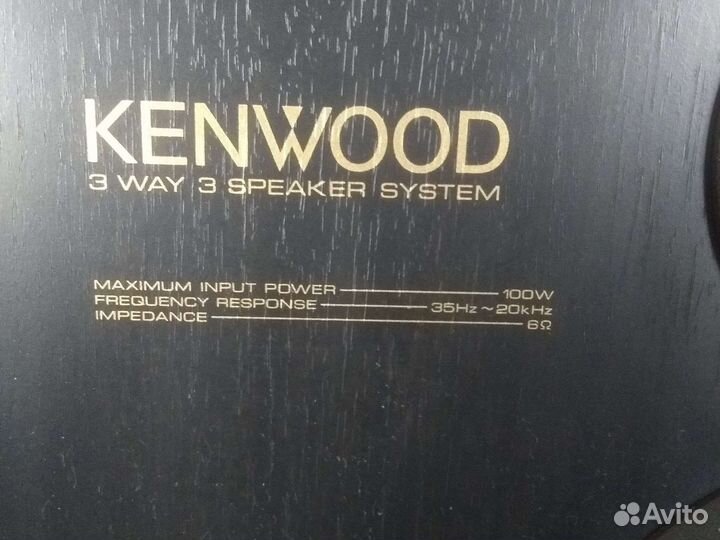 KENWOOD
3 WAY 3 SPEAKER SYSTEM
MAXIMUM INPUT POWER 100W
FREQUENCY RESPONSE 35Hz~20kHz
IMPEDANCE 6Ω
Avito